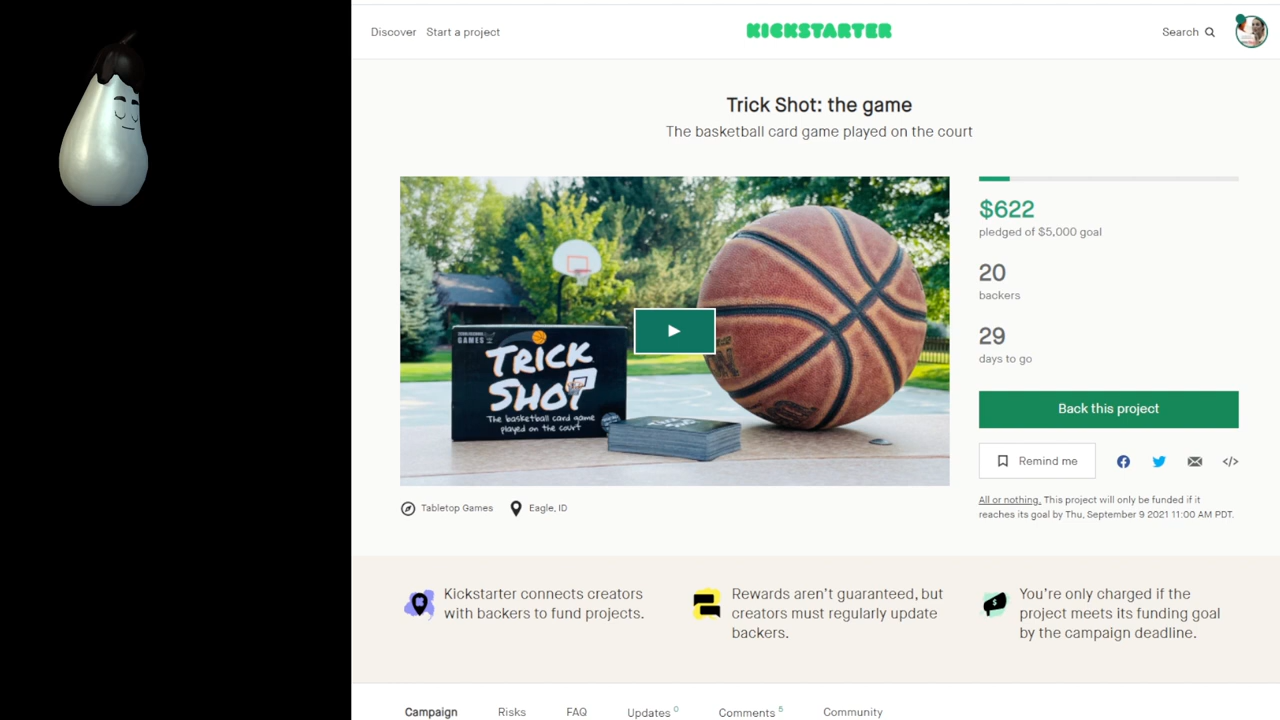 Discover Start a project
KICKSTARTER
Search
Trick Shot: the game
The basketball card game played on the court
GAMES
TRICK
SHOT
The basketball card game
played on the court
$622
pledged of $5,000 goal
20
backers
29
days to go
Back this project
Remind me
All or nothing. This project will only be funded if it
reaches its goal by Thu, September 9 2021 11:00 AM PDT.
Tabletop Games Eagle, ID
Kickstarter connects creators
with backers to fund projects.
Rewards aren't guaranteed, but
creators must regularly update
backers.
You're only charged if the
project meets its funding goal
by the campaign deadline.
Campaign Risks FAQ Updates 0 Comments 5 Community